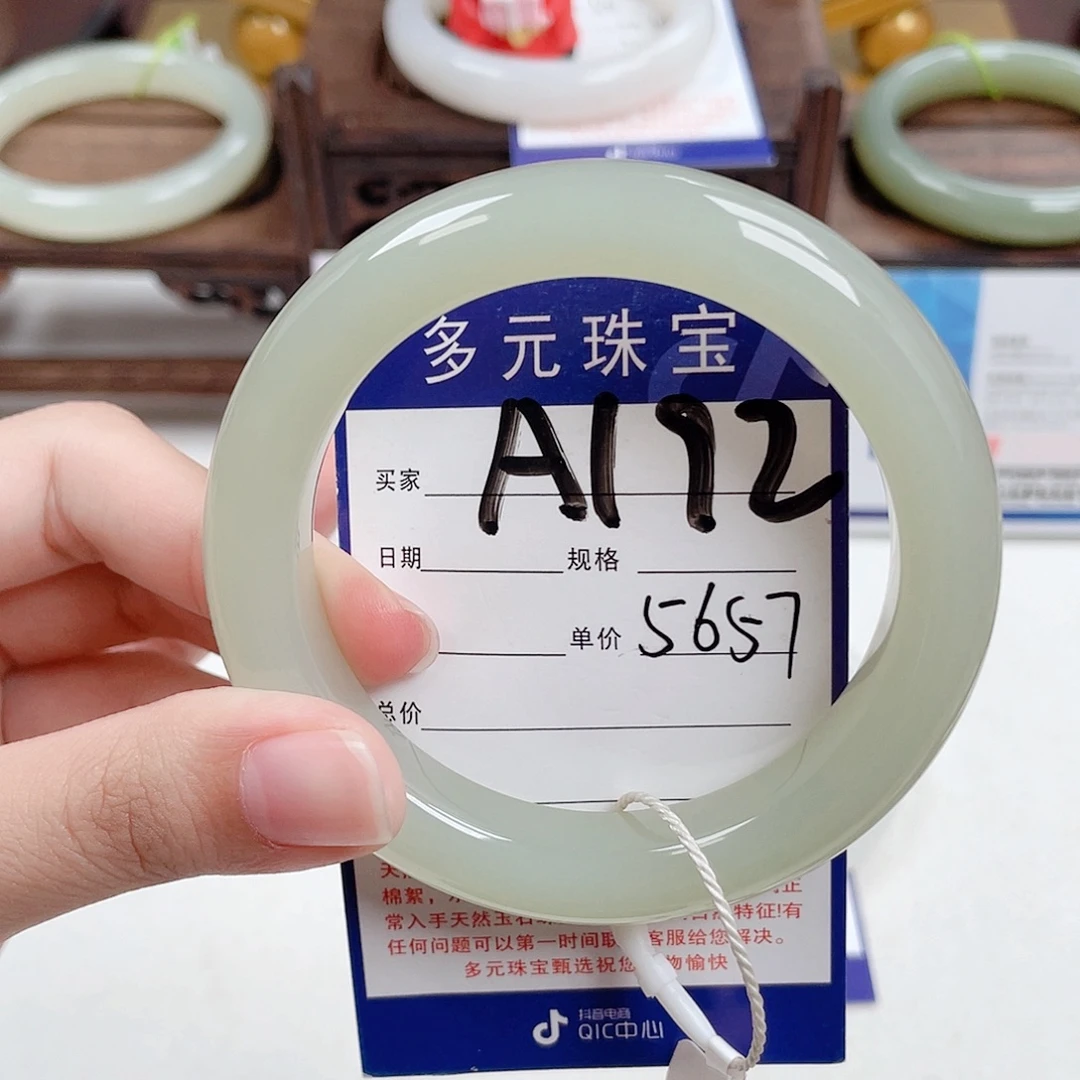 多元珠宝
买家 A192
日期 规格
单价 5657
总价
棉絮，
常入手天然玉石 特征!有
任何问题可以第一时间联 客服给您解决。
多元珠宝甄选祝您 物愉快
抖音电商
QIC中心